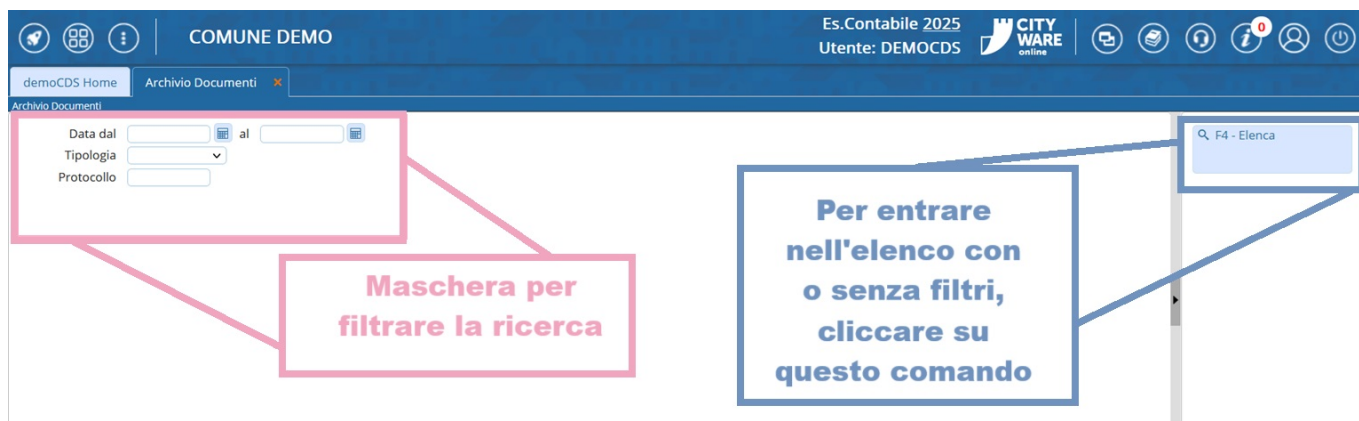 COMUNE DEMO
Es.Contabile 2025
Utente: DEMOCDS
CITY
WARE
online
0
demoCDS Home
Archivio Documenti ×
Archivio Documenti
Data dal al
Tipologia
Protocollo
F4 - Elenca
Maschera per
filtrare la ricerca
Per entrare
nell'elenco con
o senza filtri,
cliccare su
questo comando